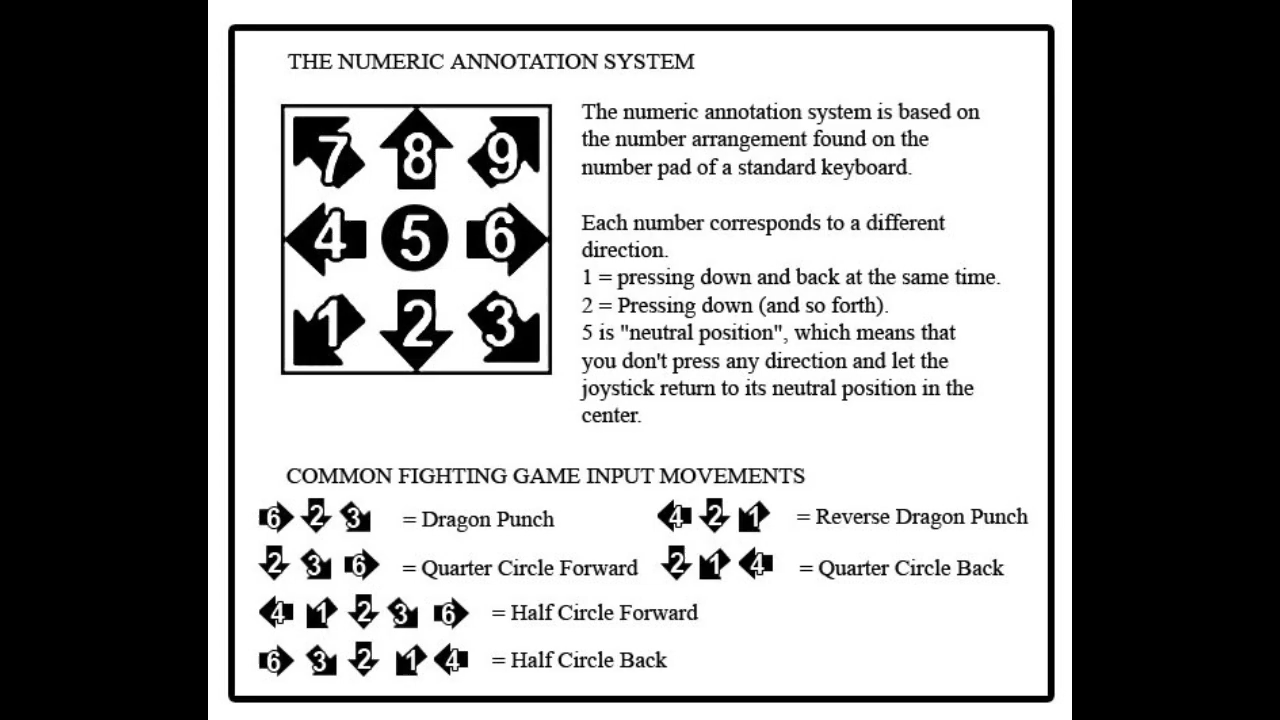 THE NUMERIC ANNOTATION SYSTEM
7 8 9
4 5 6
1 2 3
The numeric annotation system is based on
the number arrangement found on the
number pad of a standard keyboard.
Each number corresponds to a different
direction.
1 = pressing down and back at the same time.
2 = Pressing down (and so forth).
5 is "neutral position", which means that
you don't press any direction and let the
joystick return to its neutral position in the
center.
COMMON FIGHTING GAME INPUT MOVEMENTS
6 2 3 = Dragon Punch
4 2 1 = Reverse Dragon Punch
2 3 6 = Quarter Circle Forward
2 1 4 = Quarter Circle Back
4 1 2 3 6 = Half Circle Forward
6 3 2 1 4 = Half Circle Back